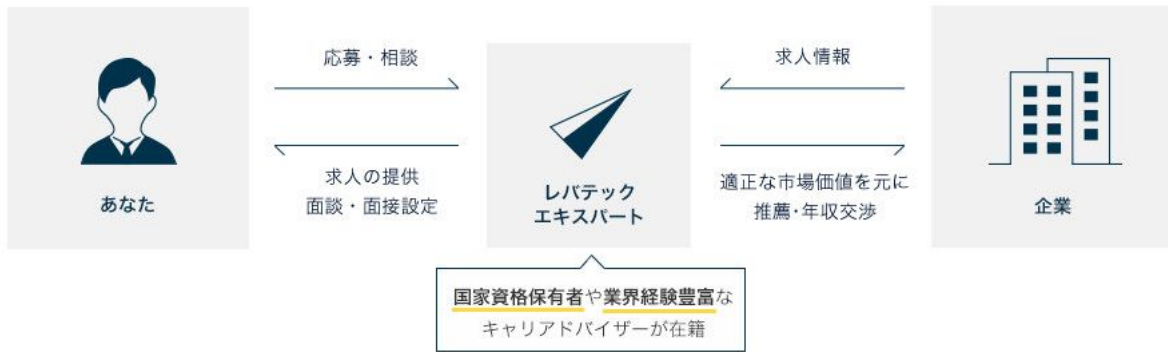 応募・相談
求人情報
求人の提供
面談・面接設定
あなた
レバテック
エキスパート
適正な市場価値を元に
推薦・年収交渉
企業
国家資格保有者や業界経験豊富な
キャリアドバイザーが在籍